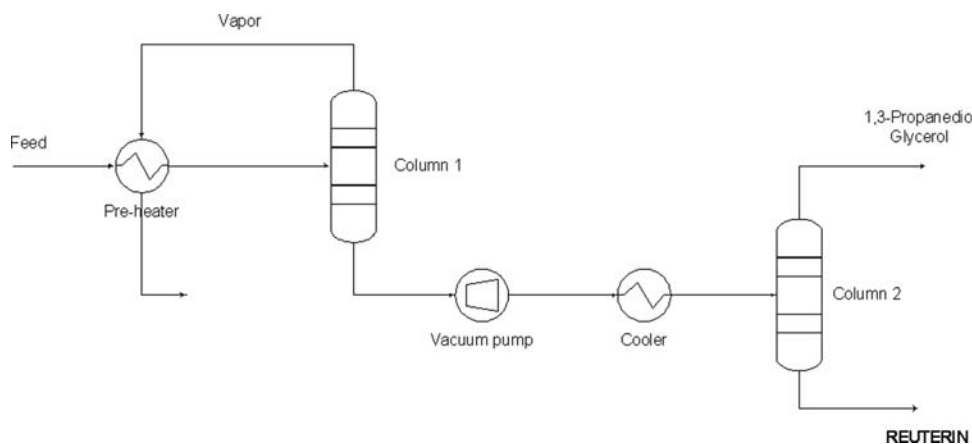 Vapor
Feed
Pre-heater
Column 1
Vacuum pump
Cooler
1,3-Propanedio
Glycerol
Column 2
REUTERIN